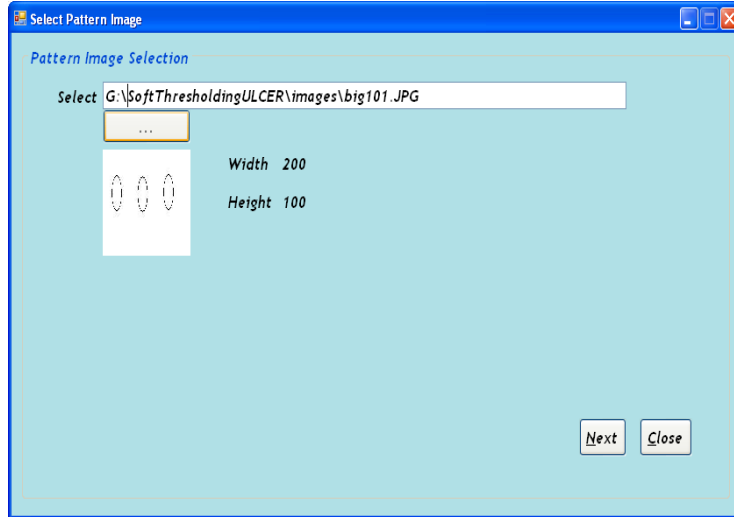 Select Pattern Image
Pattern Image Selection
Select G:\SoftThresholdingULCER\images\big101.JPG
...
Width 200
Height 100
Next Close